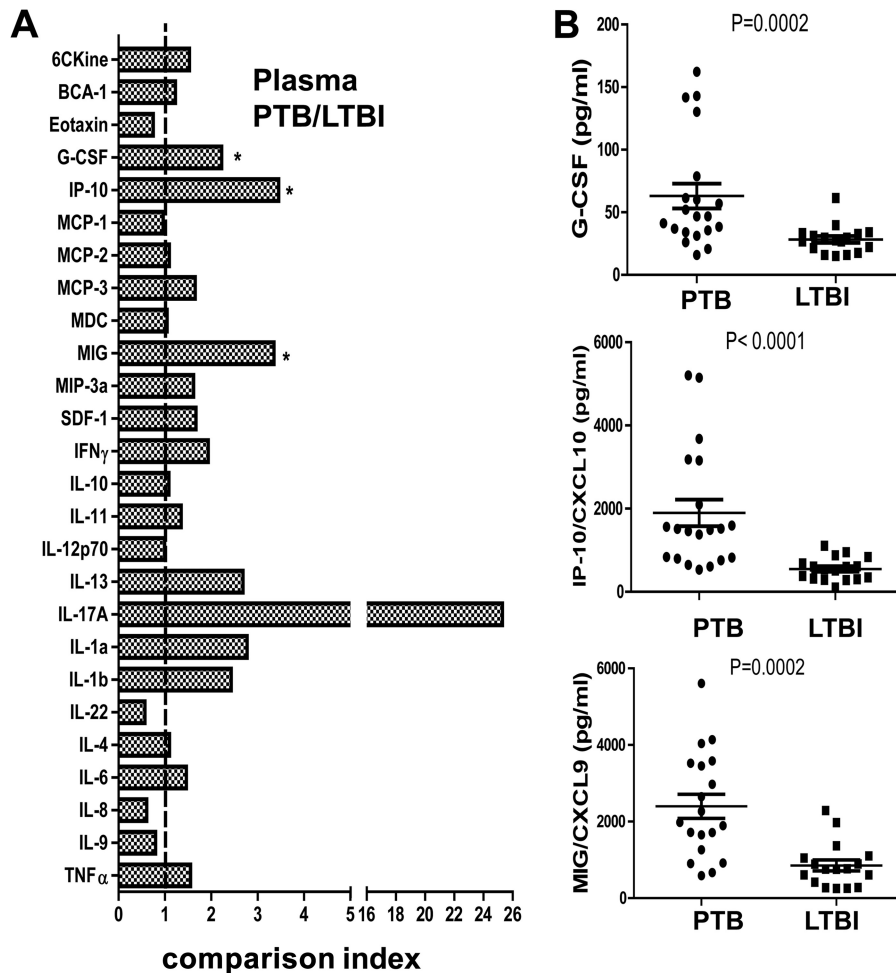 A
Plasma
PTB/LTBI
6CKine
BCA-1
Eotaxin
G-CSF *
IP-10 *
MCP-1
MCP-2
MCP-3
MDC
MIG *
MIP-3a
SDF-1
IFNγ
IL-10
IL-11
IL-12p70
IL-13
IL-17A
IL-1a
IL-1b
IL-22
IL-4
IL-6
IL-8
IL-9
TNFα
0 1 2 3 4 5 16 18 20 22 24 26
comparison index
B
P=0.0002
G-CSF (pg/ml)
200
150
100
50
0
PTB LTBI
P< 0.0001
IP-10/CXCL10 (pg/ml)
6000
4000
2000
0
PTB LTBI
P=0.0002
MIG/CXCL9 (pg/ml)
6000
4000
2000
0
PTB LTBI